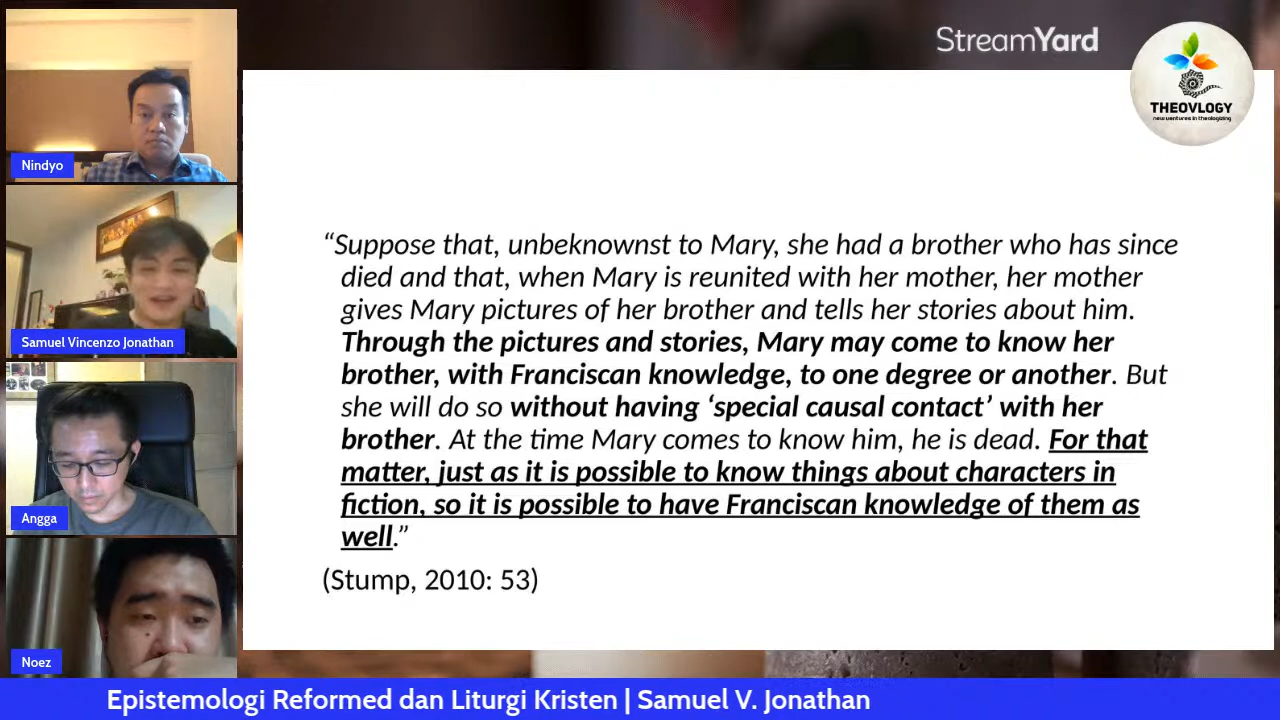 StreamYard
THEOVLOGY
new ventures in theologizing
Nindyo
Samuel Vincenzo Jonathan
Angga
Noez
“Suppose that, unbeknownst to Mary, she had a brother who has since
died and that, when Mary is reunited with her mother, her mother
gives Mary pictures of her brother and tells her stories about him.
Through the pictures and stories, Mary may come to know her
brother, with Franciscan knowledge, to one degree or another. But
she will do so without having ‘special causal contact’ with her
brother. At the time Mary comes to know him, he is dead. For that
matter, just as it is possible to know things about characters in
fiction, so it is possible to have Franciscan knowledge of them as
well.”
(Stump, 2010: 53)
Epistemologi Reformed dan Liturgi Kristen | Samuel V. Jonathan